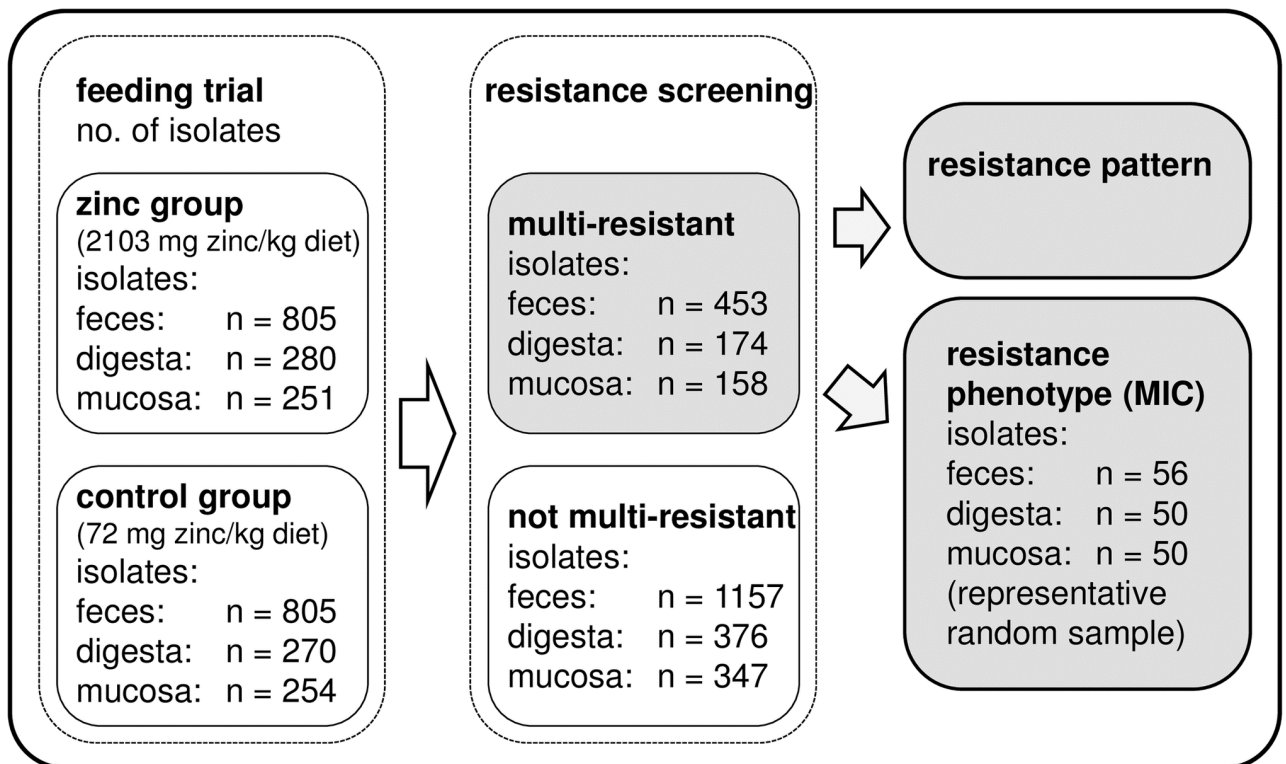 feeding trial
no. of isolates
zinc group
(2103 mg zinc/kg diet)
isolates:
feces: n = 805
digesta: n = 280
mucosa: n = 251
control group
(72 mg zinc/kg diet)
isolates:
feces: n = 805
digesta: n = 270
mucosa: n = 254
resistance screening
multi-resistant
isolates:
feces: n = 453
digesta: n = 174
mucosa: n = 158
not multi-resistant
isolates:
feces: n = 1157
digesta: n = 376
mucosa: n = 347
resistance pattern
resistance
phenotype (MIC)
isolates:
feces: n = 56
digesta: n = 50
mucosa: n = 50
(representative
random sample)